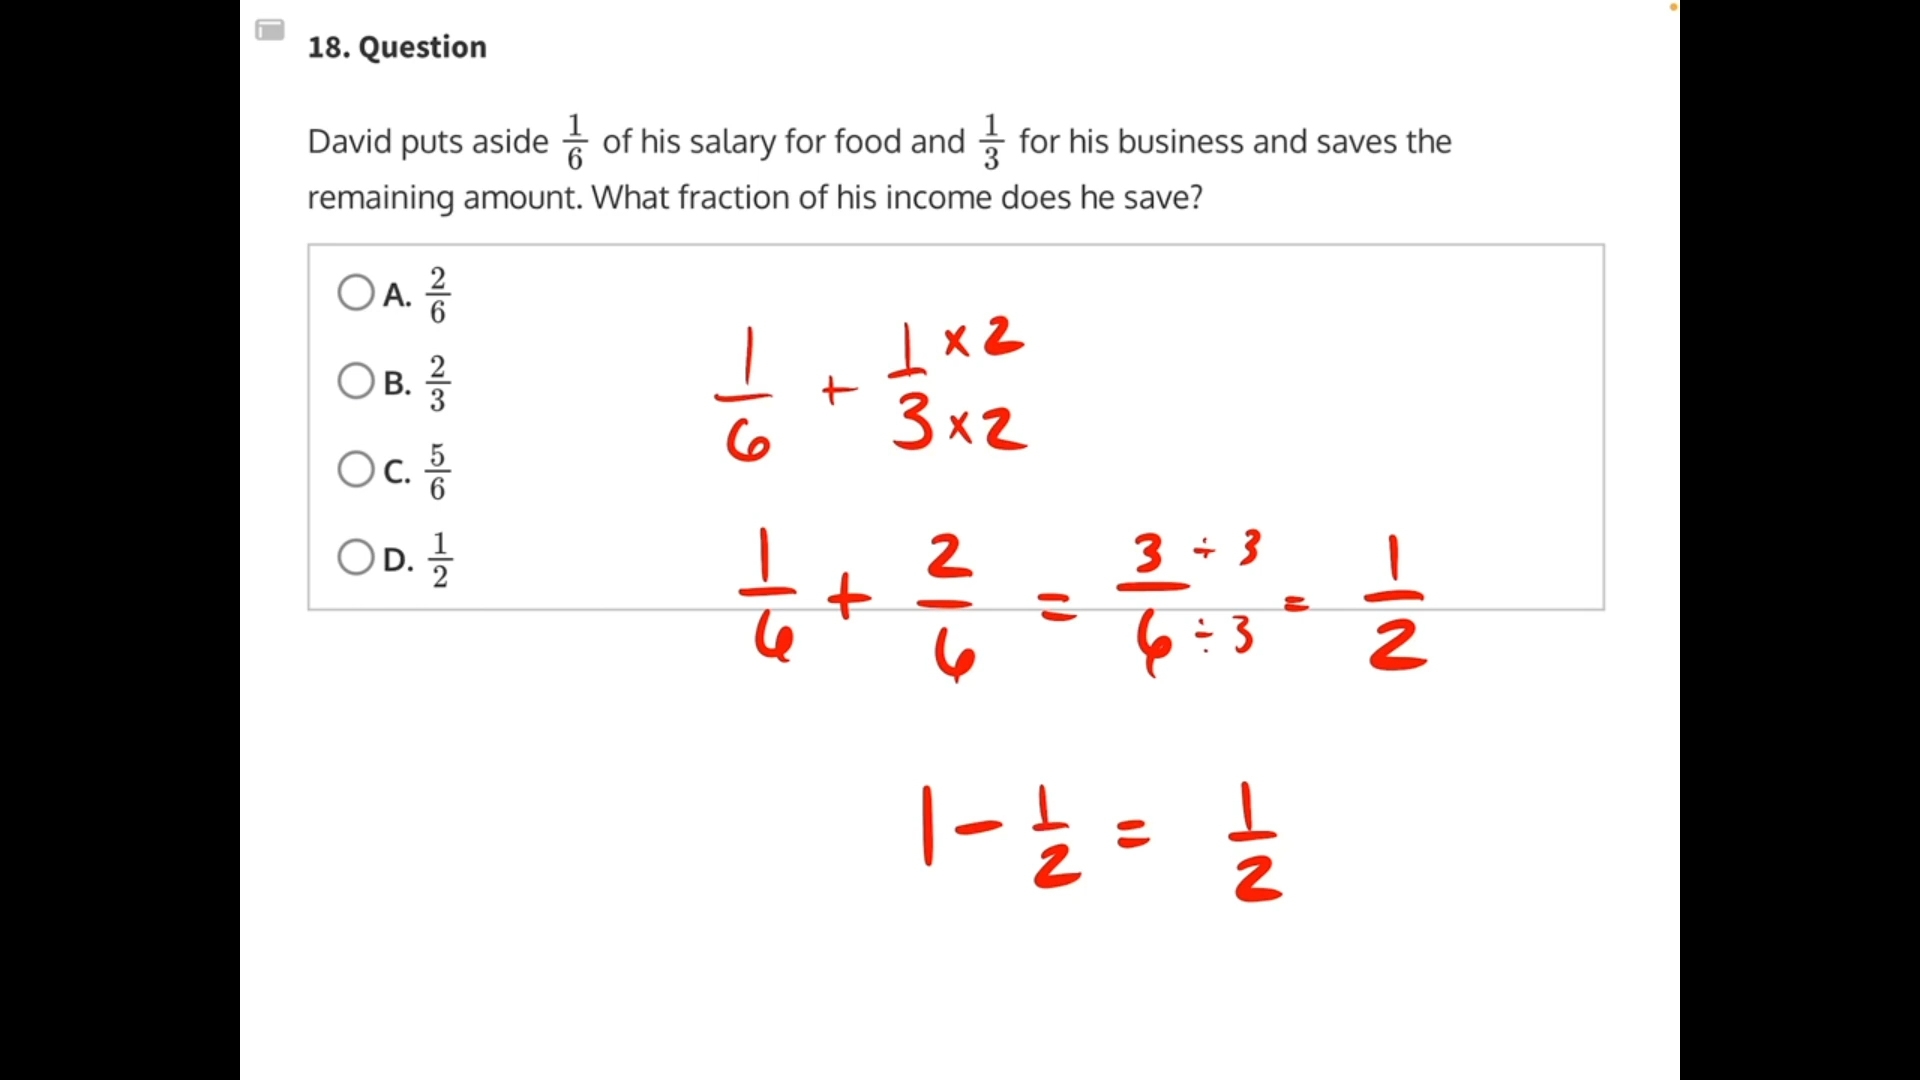 18. Question
David puts aside 1/6 of his salary for food and 1/3 for his business and saves the
remaining amount. What fraction of his income does he save?
A. 2/6
B. 2/3
C. 5/6
D. 1/2
1/6 + 1×2/3×2
1/6 + 2/6 = 3÷3/6÷3 = 1/2
1 - 1/2 = 1/2